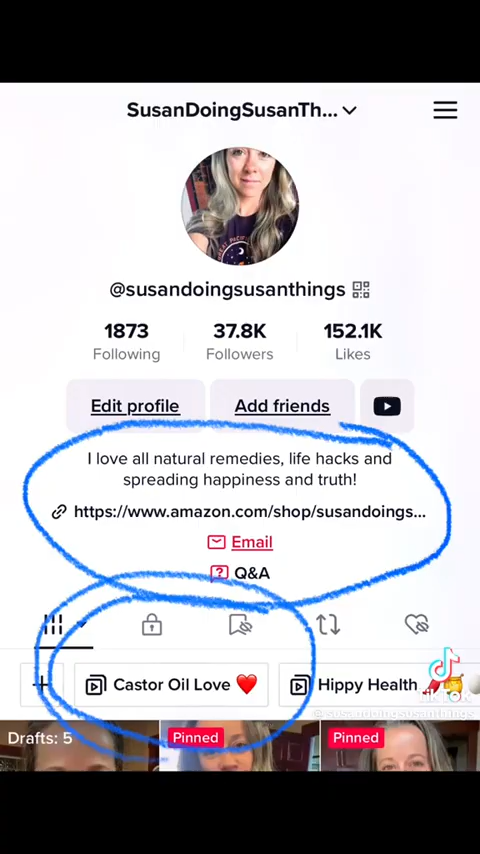 SusanDoingSusanTh...
@susandoingsusanthings
1873 37.8K 152.1K
Following Followers Likes
Edit profile Add friends
I love all natural remedies, life hacks and
spreading happiness and truth!
https://www.amazon.com/shop/susandoings...
Email
Q&A
+ Castor Oil Love ❤️ Hippy Health
TikTok
@susandoingsusanthings
Drafts: 5 Pinned Pinned